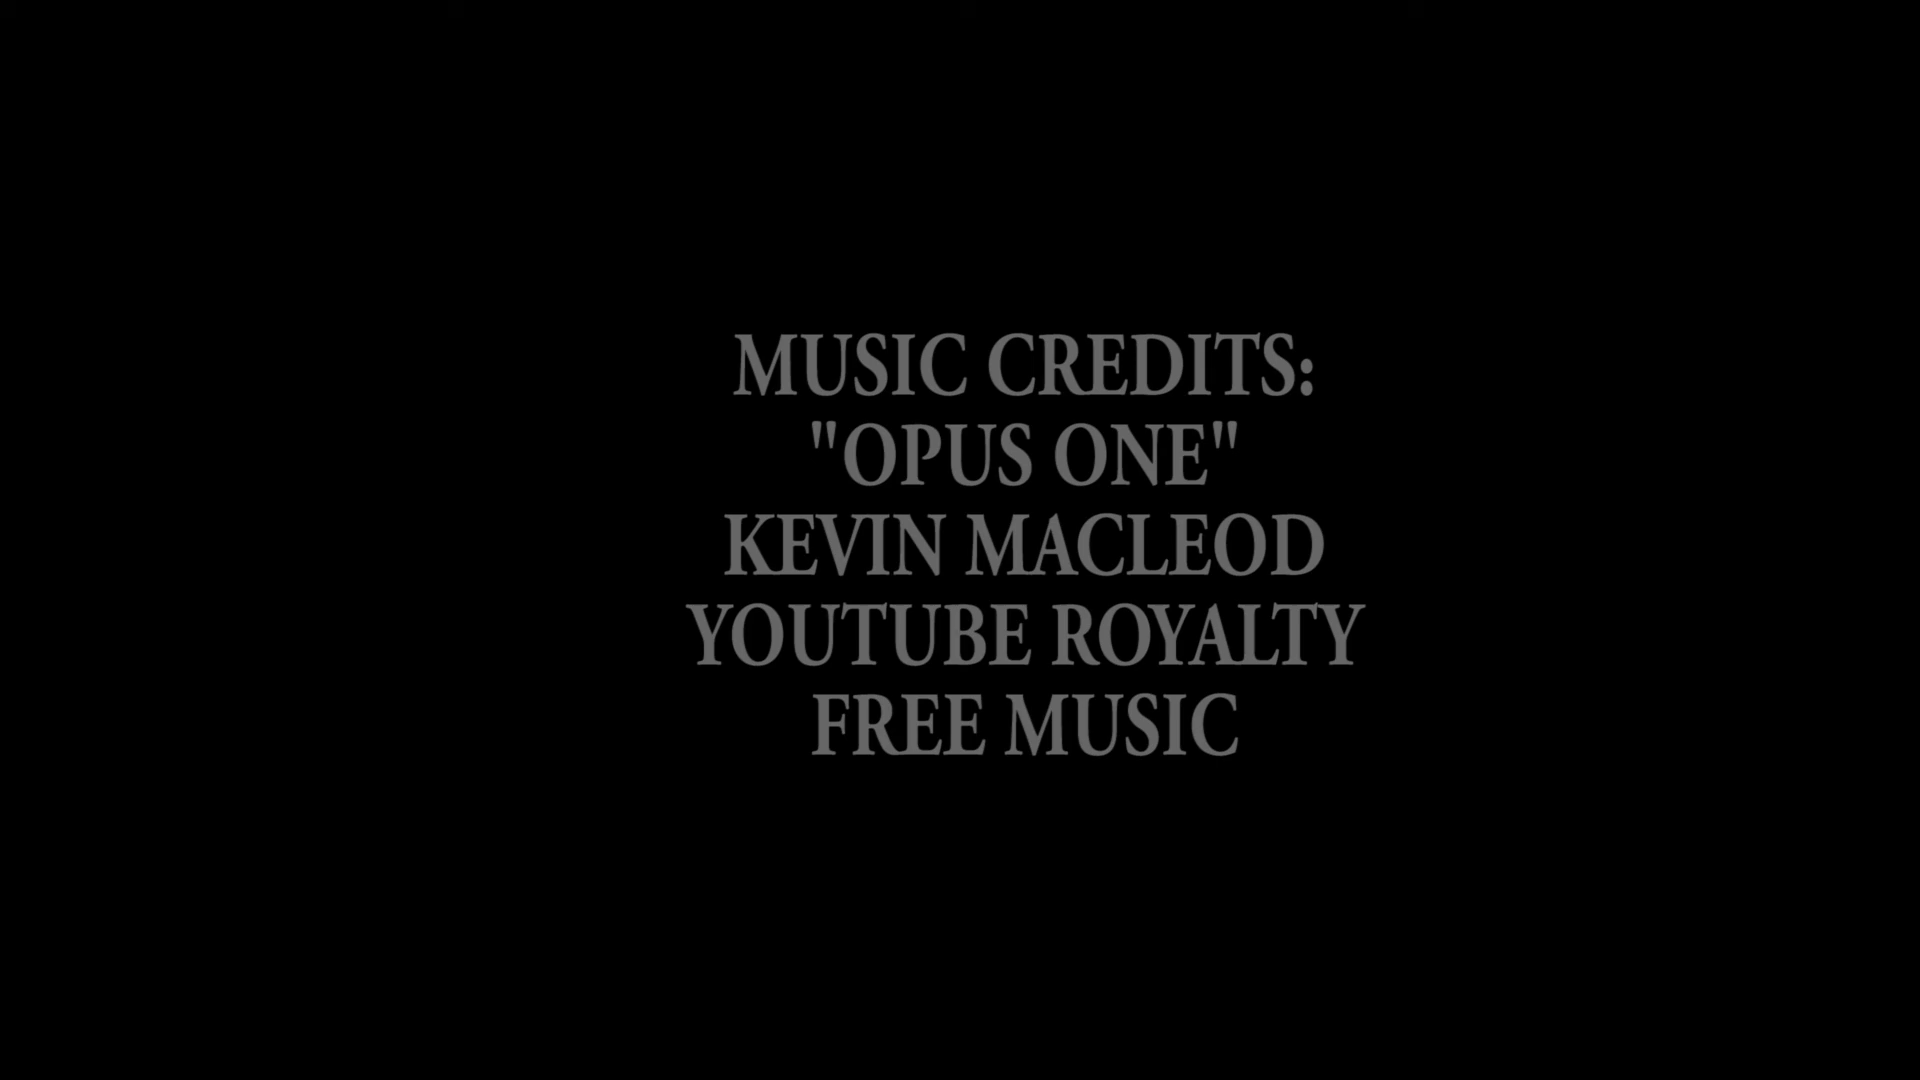 MUSIC CREDITS:
"OPUS ONE"
KEVIN MACLEOD
YOUTUBE ROYALTY
FREE MUSIC